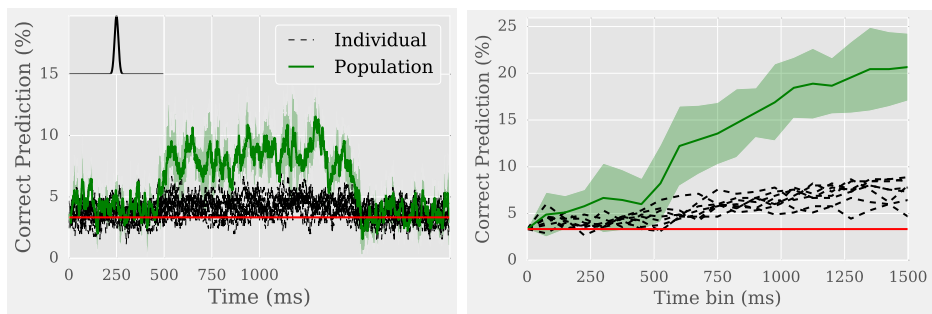 Correct Prediction (%)
15
10
5
0
0 250 500 750 1000
Time (ms)
Individual
Population
Correct Prediction (%)
25
20
15
10
5
0
0 250 500 750 1000 1250 1500
Time bin (ms)